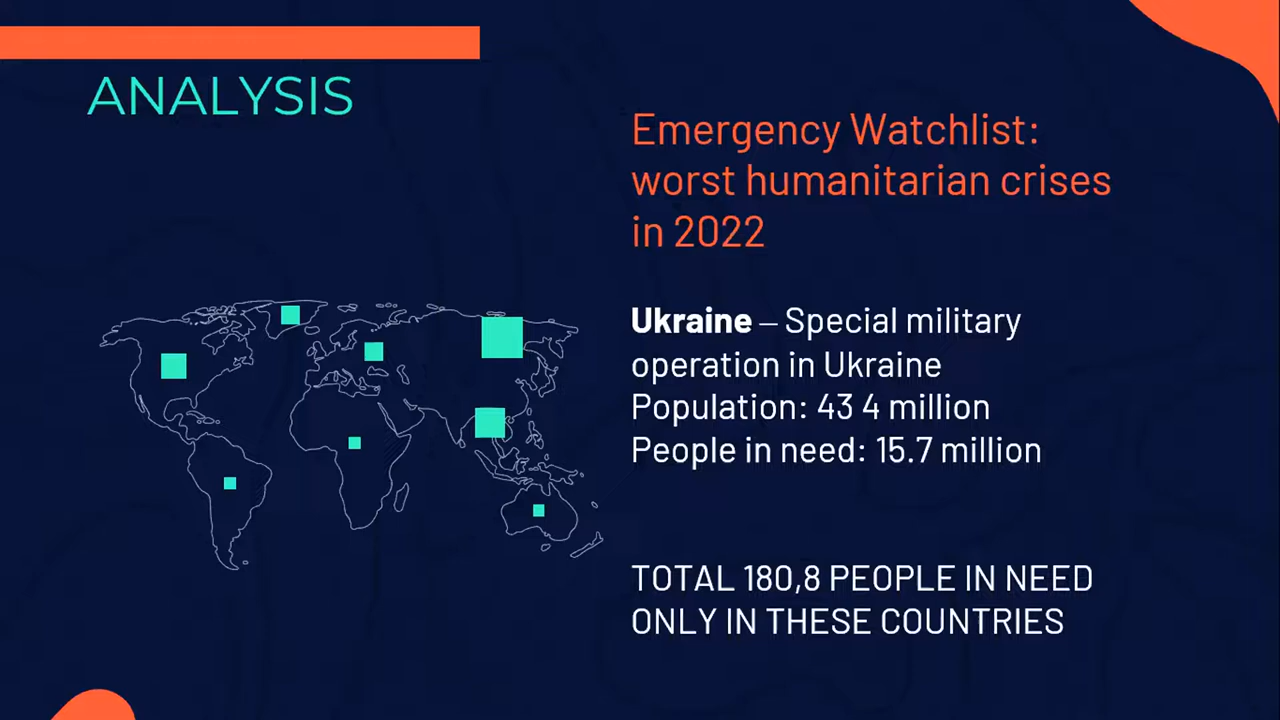 ANALYSIS
Emergency Watchlist:
worst humanitarian crises
in 2022
Ukraine – Special military
operation in Ukraine
Population: 43 4 million
People in need: 15.7 million
TOTAL 180,8 PEOPLE IN NEED
ONLY IN THESE COUNTRIES